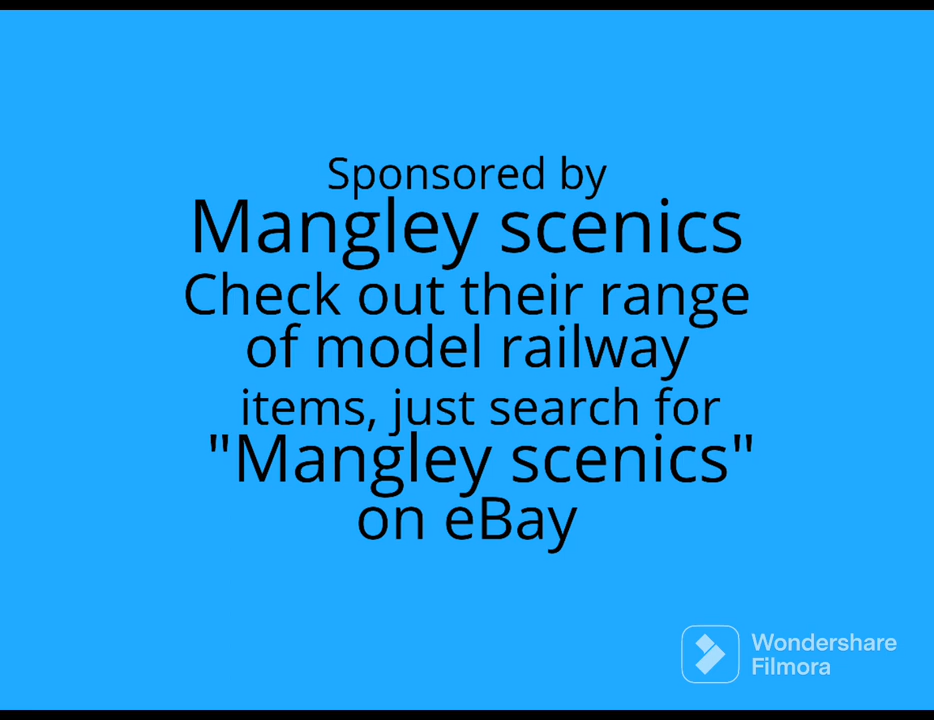 Sponsored by
Mangley scenics
Check out their range
of model railway
items, just search for
"Mangley scenics"
on eBay
Wondershare
Filmora